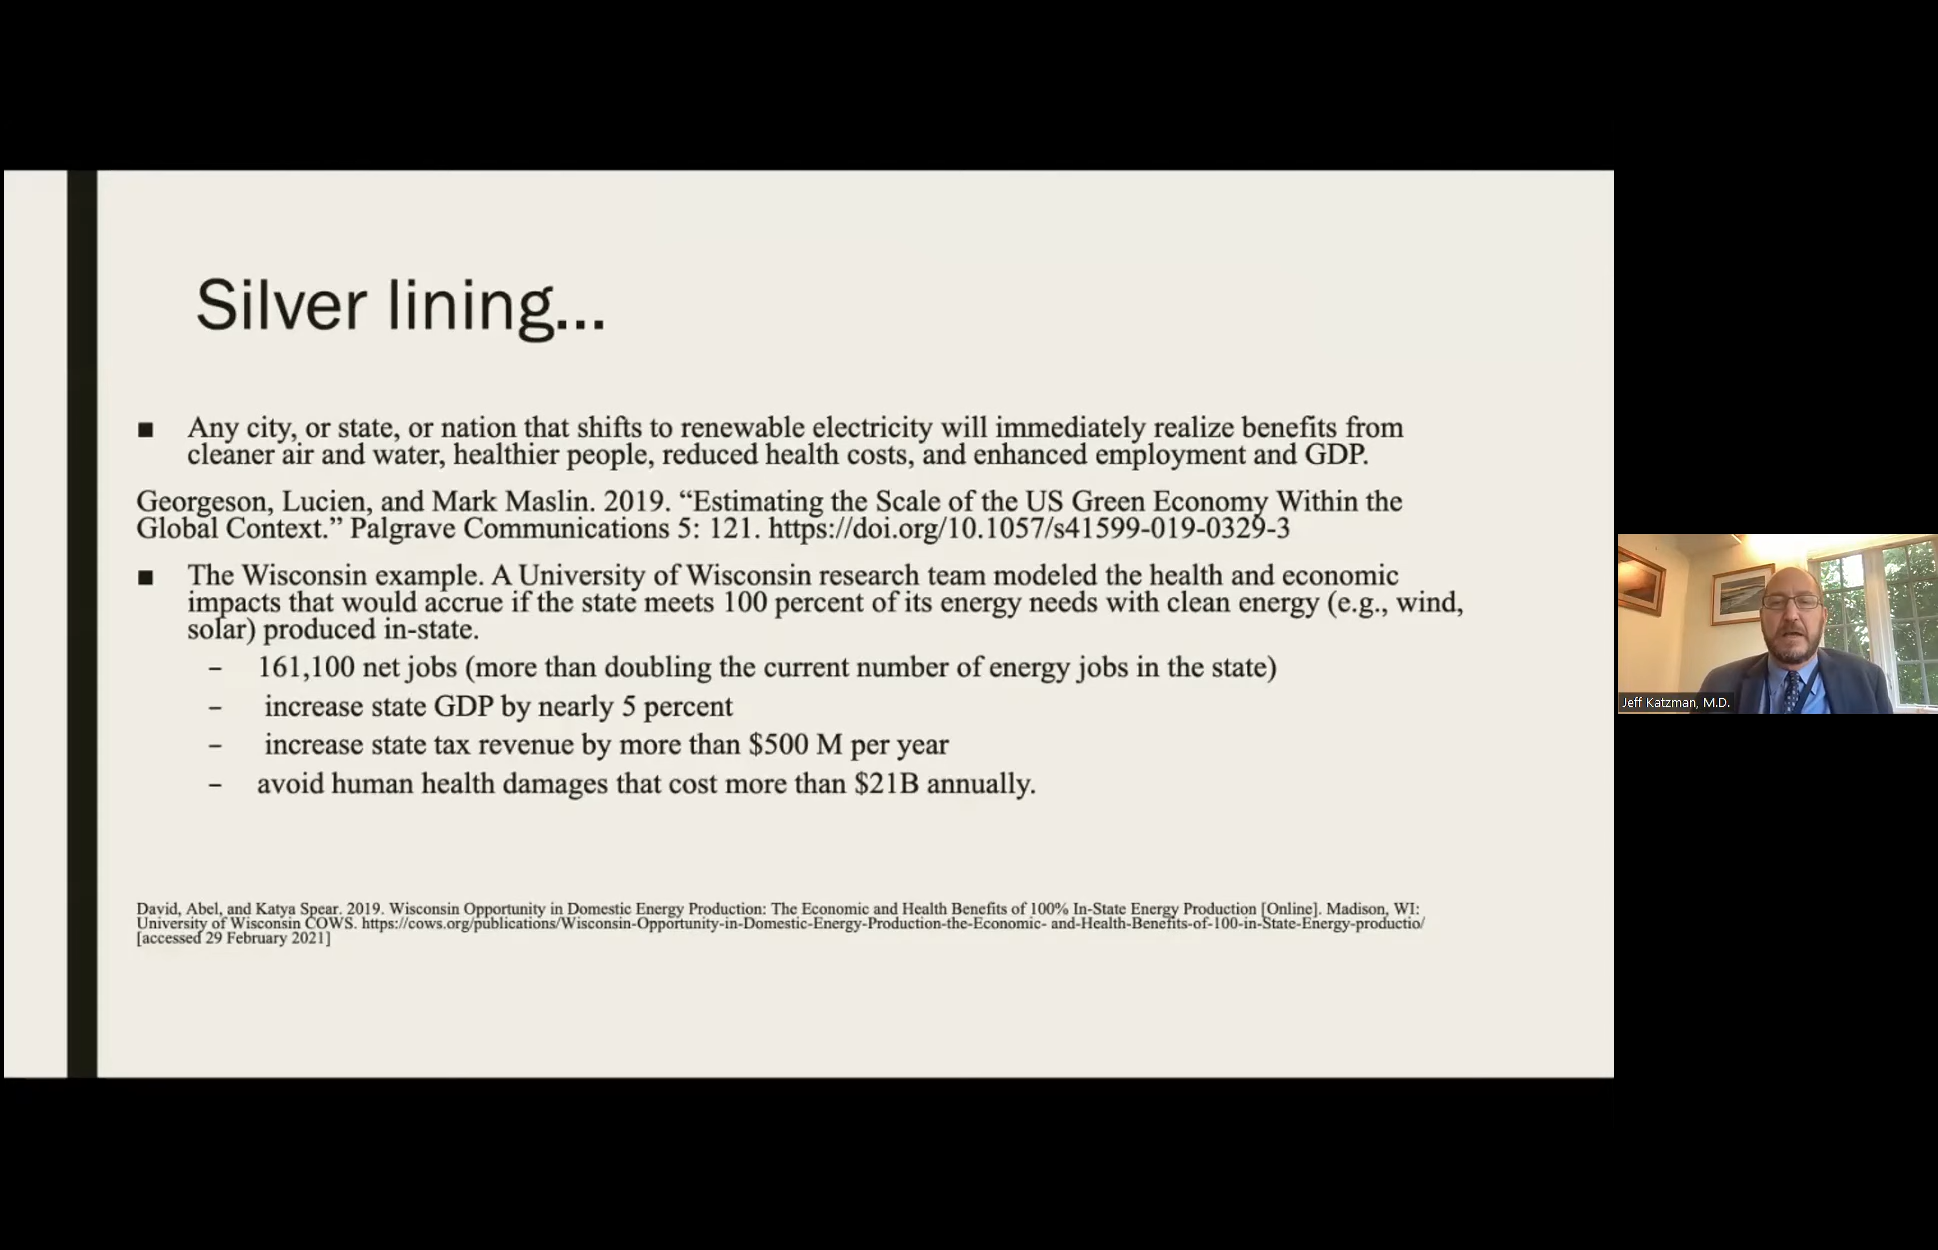 Silver lining...
■ Any city, or state, or nation that shifts to renewable electricity will immediately realize benefits from
cleaner air and water, healthier people, reduced health costs, and enhanced employment and GDP.
Georgeson, Lucien, and Mark Maslin. 2019. “Estimating the Scale of the US Green Economy Within the
Global Context.” Palgrave Communications 5: 121. https://doi.org/10.1057/s41599-019-0329-3
■ The Wisconsin example. A University of Wisconsin research team modeled the health and economic
impacts that would accrue if the state meets 100 percent of its energy needs with clean energy (e.g., wind,
solar) produced in-state.
– 161,100 net jobs (more than doubling the current number of energy jobs in the state)
– increase state GDP by nearly 5 percent
– increase state tax revenue by more than $500 M per year
– avoid human health damages that cost more than $21B annually.
David, Abel, and Katya Spear. 2019. Wisconsin Opportunity in Domestic Energy Production: The Economic and Health Benefits of 100% In-State Energy Production [Online]. Madison, WI:
University of Wisconsin COWS. https://cows.org/publications/Wisconsin-Opportunity-in-Domestic-Energy-Production-the-Economic- and-Health-Benefits-of-100-in-State-Energy-productio/
[accessed 29 February 2021]
Jeff Katzman, M.D.